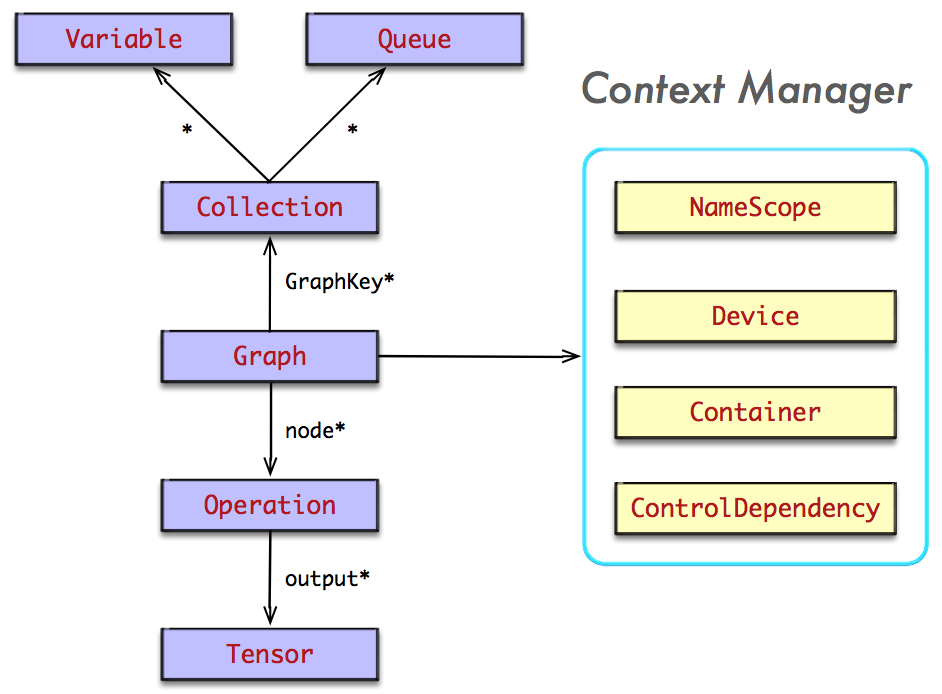 Variable
Queue
Context Manager
*
*
NameScope
Collection
GraphKey*
Device
Graph
Container
node*
Operation
ControlDependency
output*
Tensor